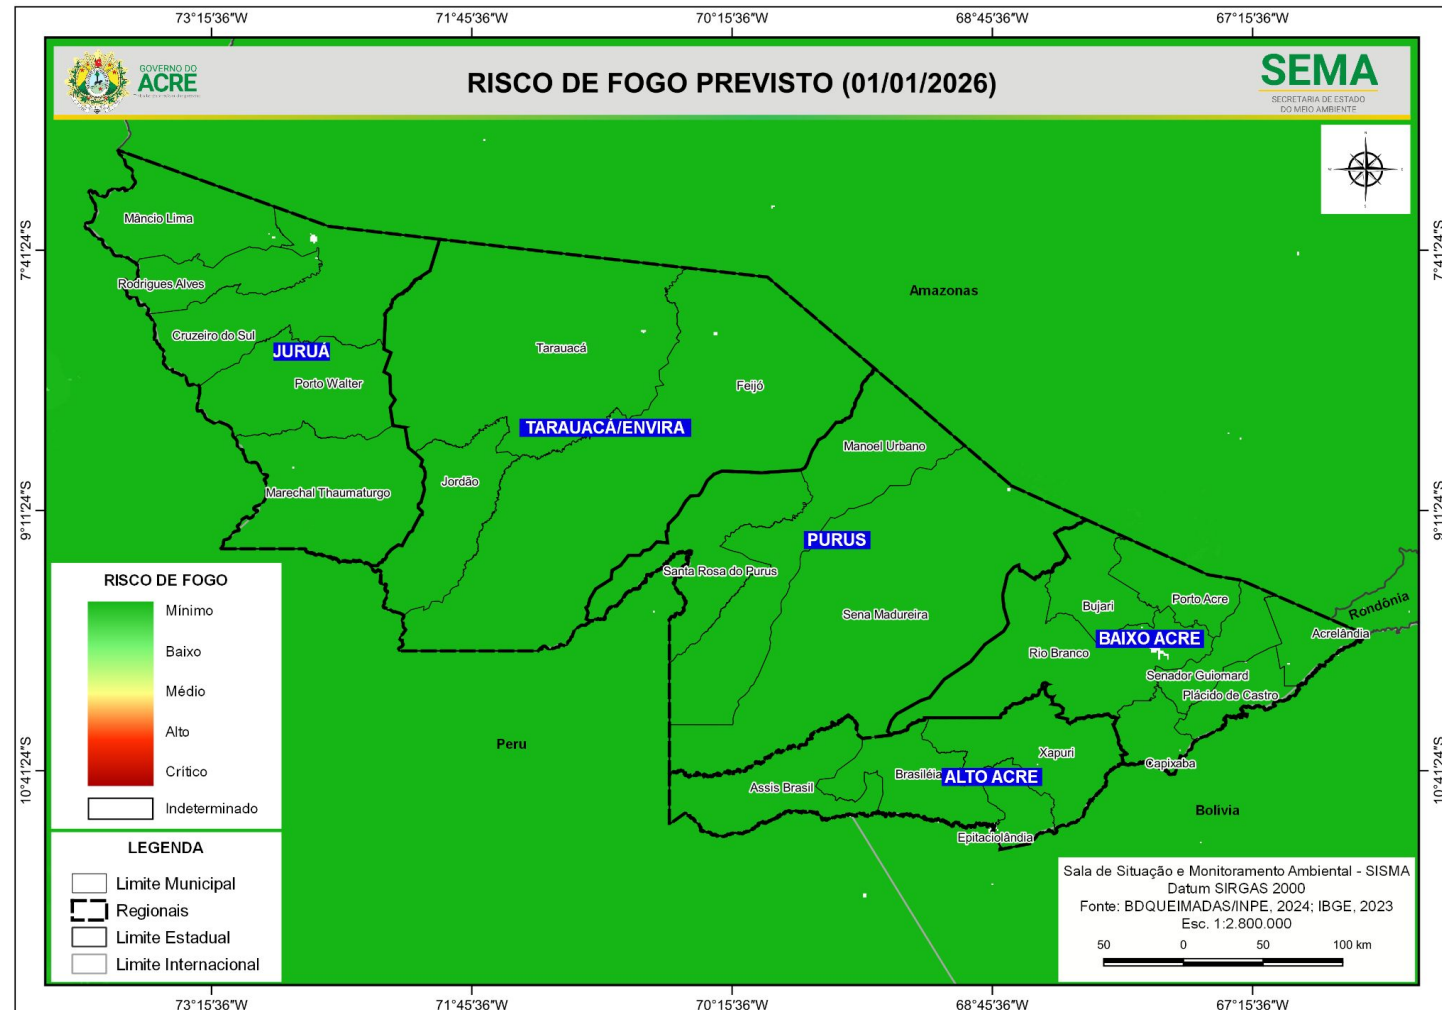 73°15'36"W 71°45'36"W 70°15'36"W 68°45'36"W 67°15'36"W
GOVERNO DO
ACRE
RISCO DE FOGO PREVISTO (01/01/2026)
SEMA
SECRETARIA DE ESTADO
DO MEIO AMBIENTE
N
Mâncio Lima
7°41'24"S 7°41'24"S
Rodrigues Alves
Amazonas
Cruzeiro do Sul
JURUÁ
Tarauacá
Porto Walter
Feijó
TARAUACÁ/ENVIRA
Manoel Urbano
Jordão
Marechal Thaumaturgo
9°11'24"S 9°11'24"S
PURUS
Santa Rosa do Purus
Sena Madureira
Bujari
Porto Acre
Rondônia
Acrelândia
BAIXO ACRE
Rio Branco
Senador Guiomard
Plácido de Castro
Peru
Xapuri
Capixaba
10°41'24"S 10°41'24"S
Brasiléia
ALTO ACRE
Assis Brasil
Bolivia
Epitaciolândia
RISCO DE FOGO
Mínimo
Baixo
Médio
Alto
Crítico
Indeterminado
LEGENDA
Limite Municipal
Regionais
Limite Estadual
Limite Internacional
Sala de Situação e Monitoramento Ambiental - SISMA
Datum SIRGAS 2000
Fonte: BDQUEIMADAS/INPE, 2024; IBGE, 2023
Esc. 1:2.800.000
50 0 50 100 km
73°15'36"W 71°45'36"W 70°15'36"W 68°45'36"W 67°15'36"W